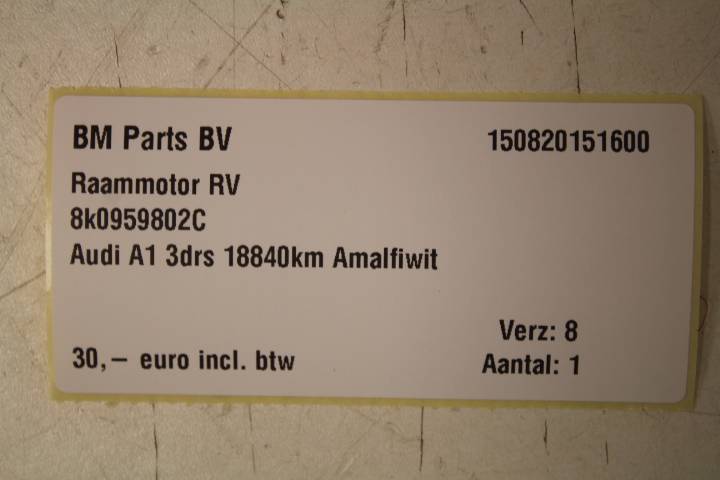 BM Parts BV 150820151600
Raammotor RV
8k0959802C
Audi A1 3drs 18840km Amalfiwit
Verz: 8
30,– euro incl. btw Aantal: 1